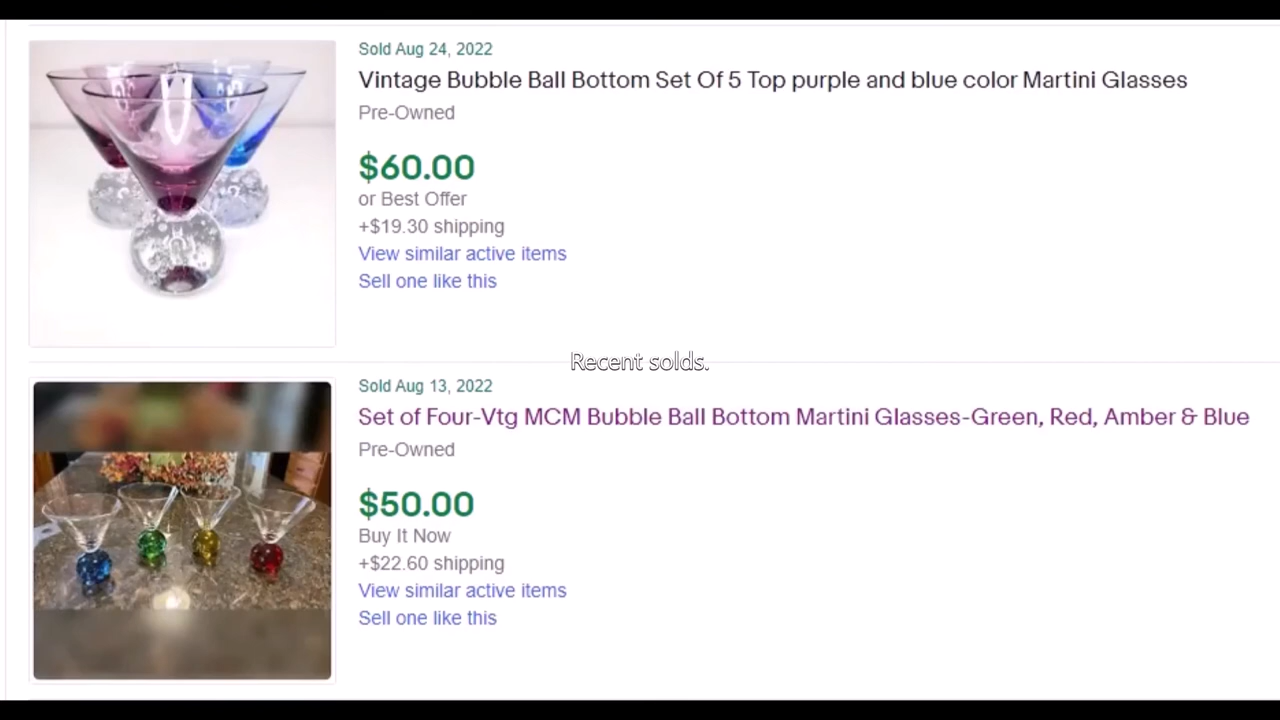 Sold Aug 24, 2022
Vintage Bubble Ball Bottom Set Of 5 Top purple and blue color Martini Glasses
Pre-Owned
$60.00
or Best Offer
+$19.30 shipping
View similar active items
Sell one like this
Recent solds.
Sold Aug 13, 2022
Set of Four-Vtg MCM Bubble Ball Bottom Martini Glasses-Green, Red, Amber & Blue
Pre-Owned
$50.00
Buy It Now
+$22.60 shipping
View similar active items
Sell one like this